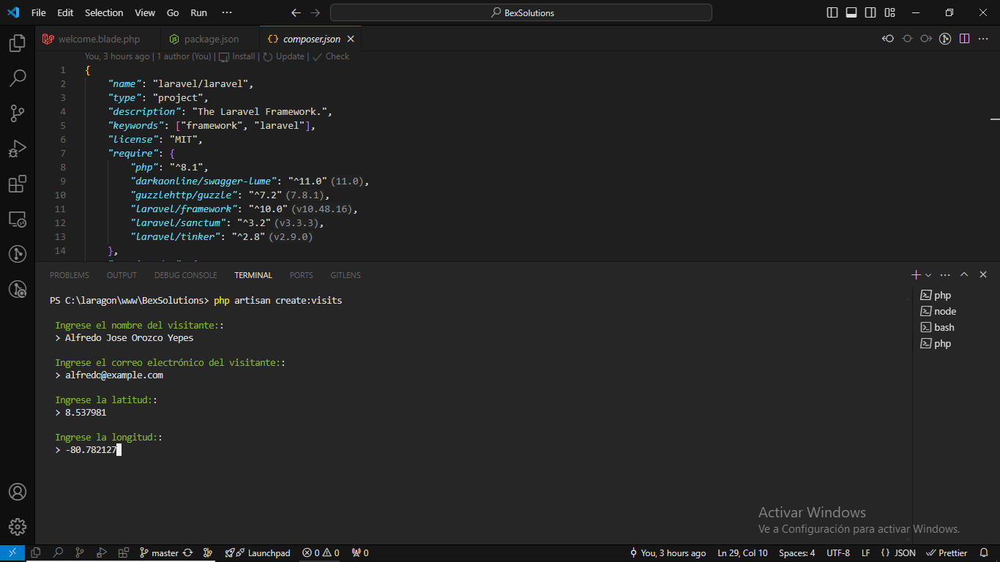 File Edit Selection View Go Run ··· BexSolutions
welcome.blade.php package.json composer.json
You, 3 hours ago | 1 author (You) | Install | Update | Check
1 {
2 "name": "laravel/laravel",
3 "type": "project",
4 "description": "The Laravel Framework.",
5 "keywords": ["framework", "laravel"],
6 "license": "MIT",
7 "require": {
8 "php": "^8.1",
9 "darkaonline/swagger-lume": "^11.0" (11.0),
10 "guzzlehttp/guzzle": "^7.2" (7.8.1),
11 "laravel/framework": "^10.0" (v10.48.16),
12 "laravel/sanctum": "^3.2" (v3.3.3),
13 "laravel/tinker": "^2.8" (v2.9.0)
14 },
PROBLEMS OUTPUT DEBUG CONSOLE TERMINAL PORTS GITLENS
PS C:\laragon\www\BexSolutions> php artisan create:visits
Ingrese el nombre del visitante::
> Alfredo Jose Orozco Yepes
Ingrese el correo electrónico del visitante::
> alfredo@example.com
Ingrese la latitud::
> 8.537981
Ingrese la longitud::
> -80.782127
php
node
bash
php
Activar Windows
Ve a Configuración para activar Windows.
master Launchpad 0 0 0 You, 3 hours ago Ln 29, Col 10 Spaces: 4 UTF-8 LF {} JSON Prettier